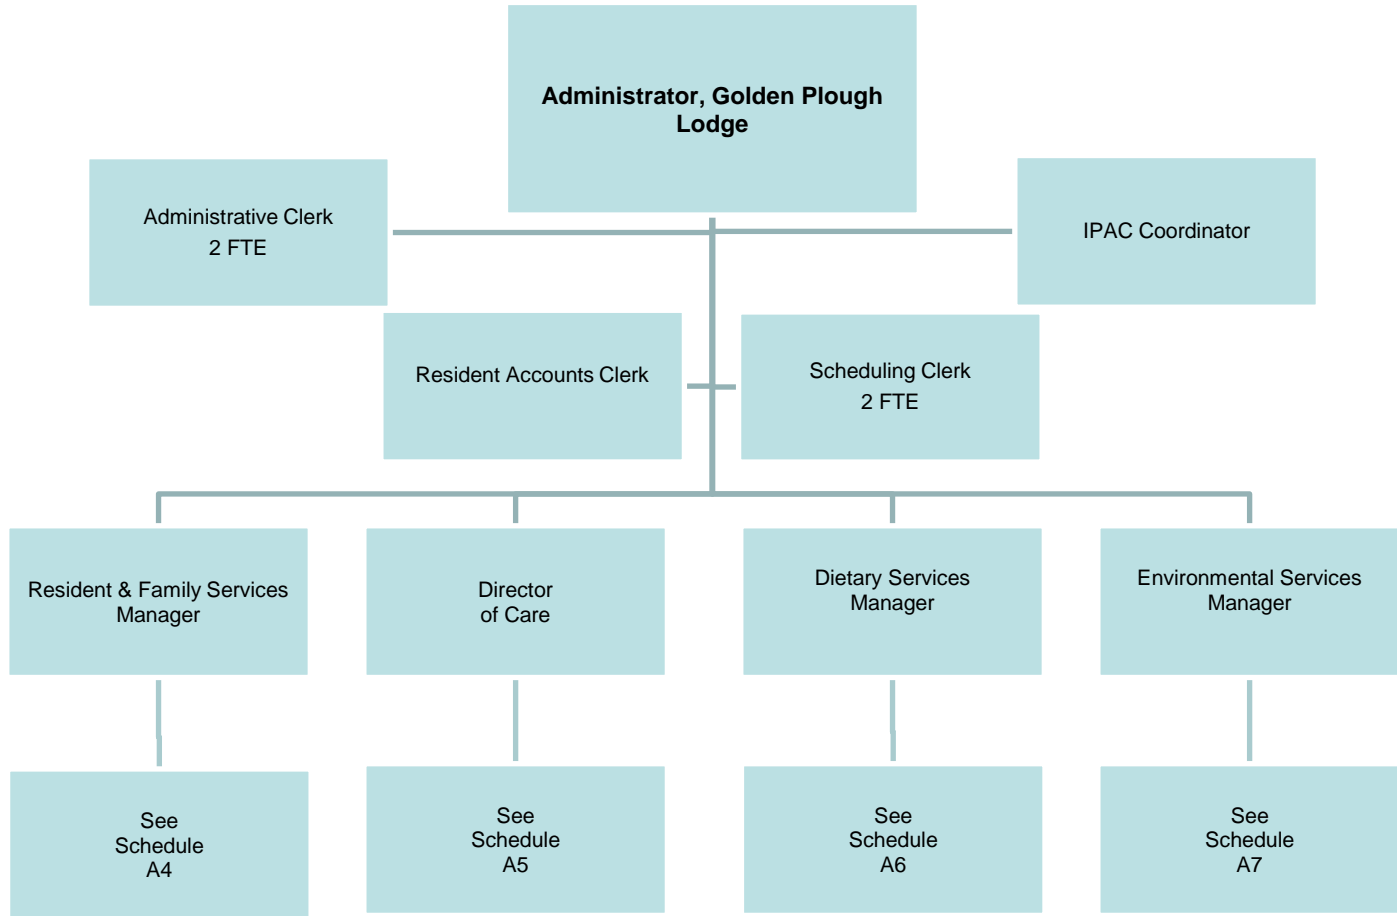 Administrator, Golden Plough
Lodge
Administrative Clerk
2 FTE
IPAC Coordinator
Resident Accounts Clerk
Scheduling Clerk
2 FTE
Resident & Family Services
Manager
Director
of Care
Dietary Services
Manager
Environmental Services
Manager
See
Schedule
A4
See
Schedule
A5
See
Schedule
A6
See
Schedule
A7